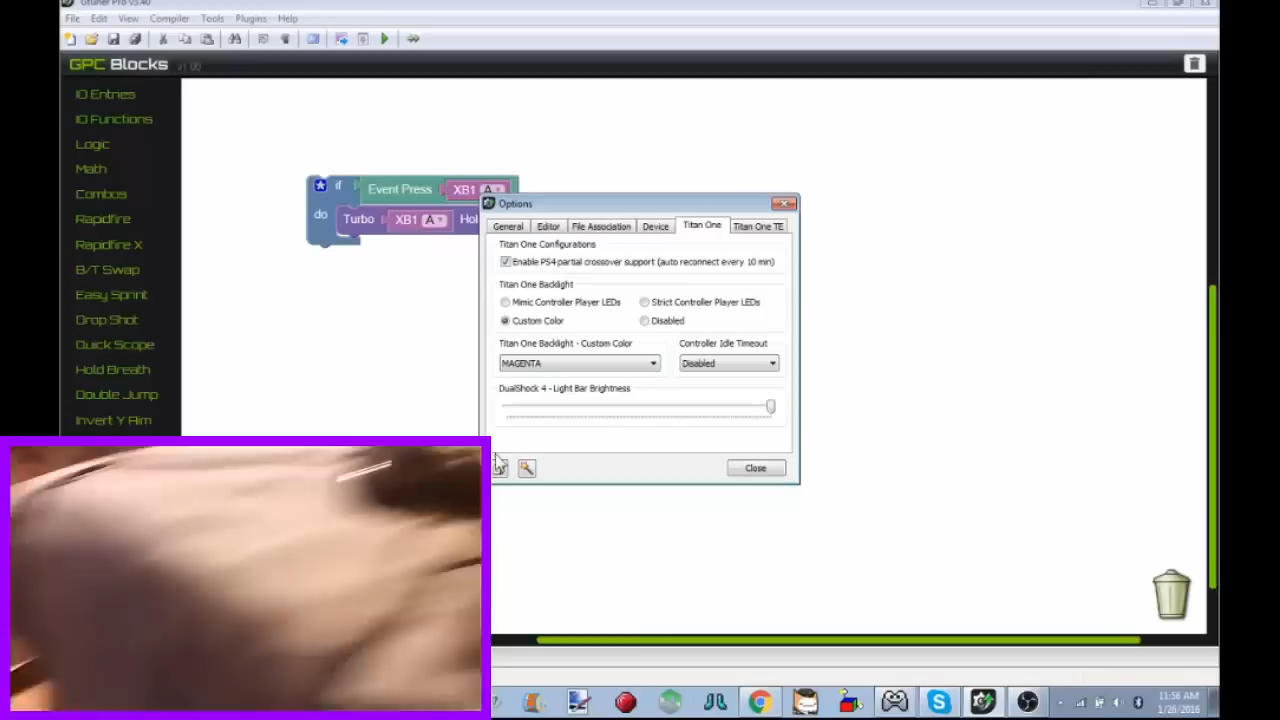 Gtuner Pro v3.40
File Edit View Compiler Tools Plugins Help
GPC Blocks v1.00
IO Entries
IO Functions
Logic
Math
Combos
Rapidfire
Rapidfire X
B/T Swap
Easy Sprint
Drop Shot
Quick Scope
Hold Breath
Double Jump
Invert Y Aim
if Event Press XB1 A
do Turbo XB1 A Hol
Options
General Editor File Association Device Titan One Titan One TE
Titan One Configurations
Enable PS4 partial crossover support (auto reconnect every 10 min)
Titan One Backlight
Mimic Controller Player LEDs Strict Controller Player LEDs
Custom Color Disabled
Titan One Backlight - Custom Color Controller Idle Timeout
MAGENTA Disabled
DualShock 4 - Light Bar Brightness
Close
11:56 AM
1/26/2016